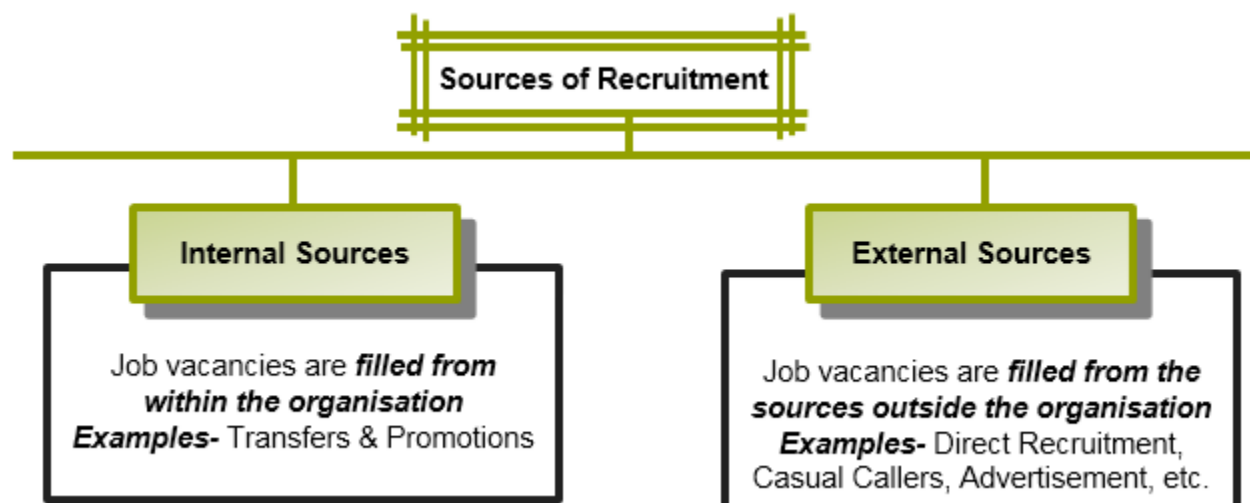 Sources of Recruitment
Internal Sources
Job vacancies are filled from
within the organisation
Examples- Transfers & Promotions
External Sources
Job vacancies are filled from the
sources outside the organisation
Examples- Direct Recruitment,
Casual Callers, Advertisement, etc.